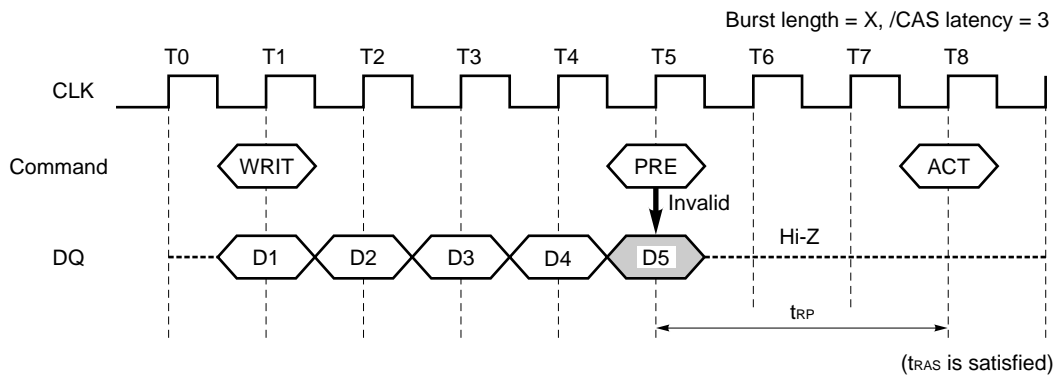 Burst length = X, /CAS latency = 3
T0 T1 T2 T3 T4 T5 T6 T7 T8
CLK
Command WRIT PRE ACT
Invalid
DQ D1 D2 D3 D4 D5 Hi-Z
tRP
(tRAS is satisfied)